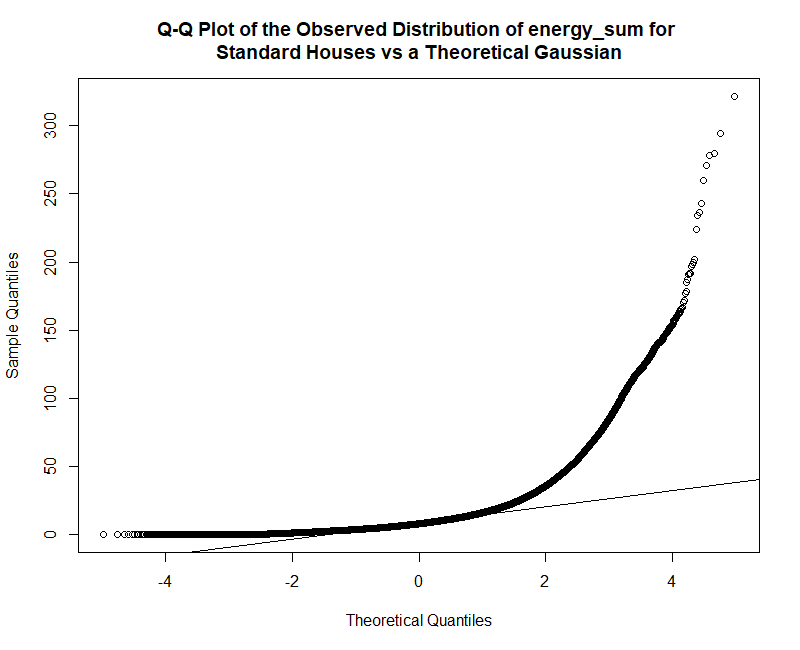 Q-Q Plot of the Observed Distribution of energy_sum for
Standard Houses vs a Theoretical Gaussian
Sample Quantiles
300
250
200
150
100
50
0
-4 -2 0 2 4
Theoretical Quantiles